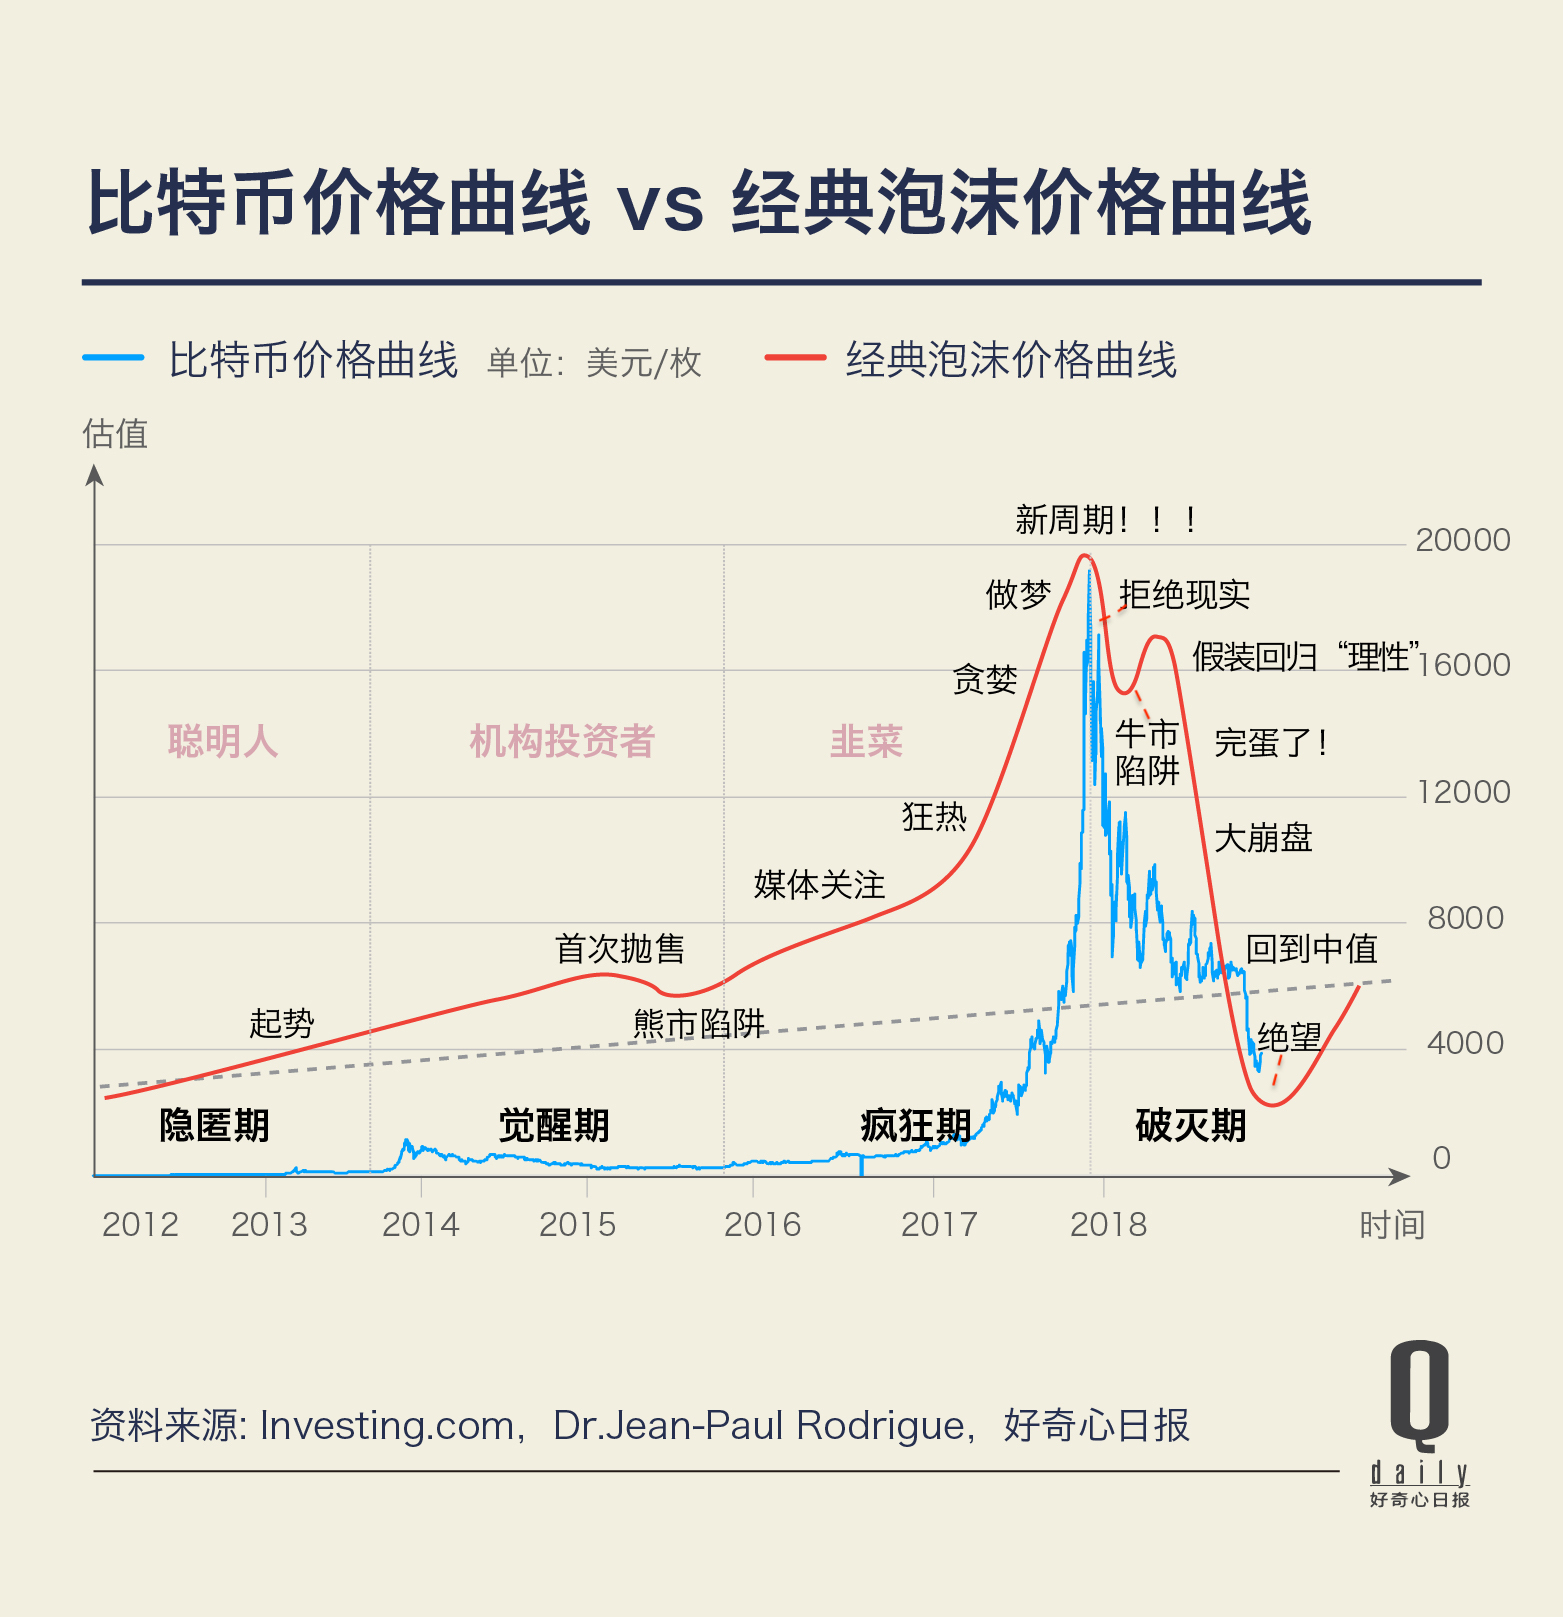 比特币价格曲线 vs 经典泡沫价格曲线
比特币价格曲线 单位：美元/枚 经典泡沫价格曲线
估值
新周期！！！
20000
做梦
拒绝现实
假装回归“理性”
16000
贪婪
聪明人
机构投资者
韭菜
牛市
陷阱
完蛋了！
12000
狂热
大崩盘
媒体关注
8000
首次抛售
回到中值
起势
熊市陷阱
绝望
4000
隐匿期
觉醒期
疯狂期
破灭期
0
2012 2013 2014 2015 2016 2017 2018 时间
资料来源: Investing.com，Dr.Jean-Paul Rodrigue，好奇心日报
Q
daily
好奇心日报